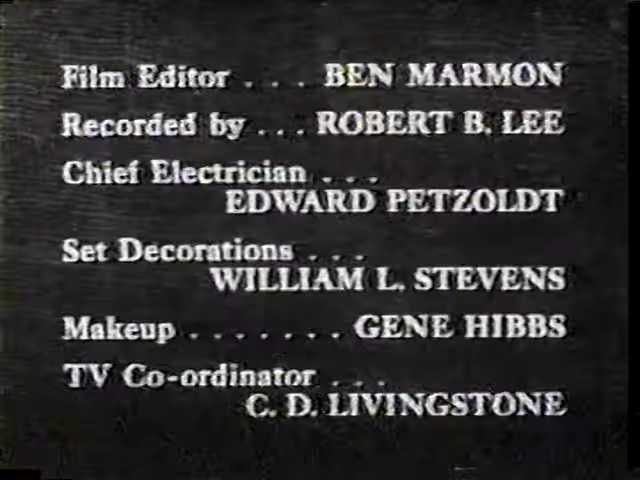 Film Editor . . . BEN MARMON
Recorded by . . . ROBERT B. LEE
Chief Electrician . . .
EDWARD PETZOLDT
Set Decorations . . .
WILLIAM L. STEVENS
Makeup . . . . . . . GENE HIBBS
TV Co-ordinator . . .
C. D. LIVINGSTONE